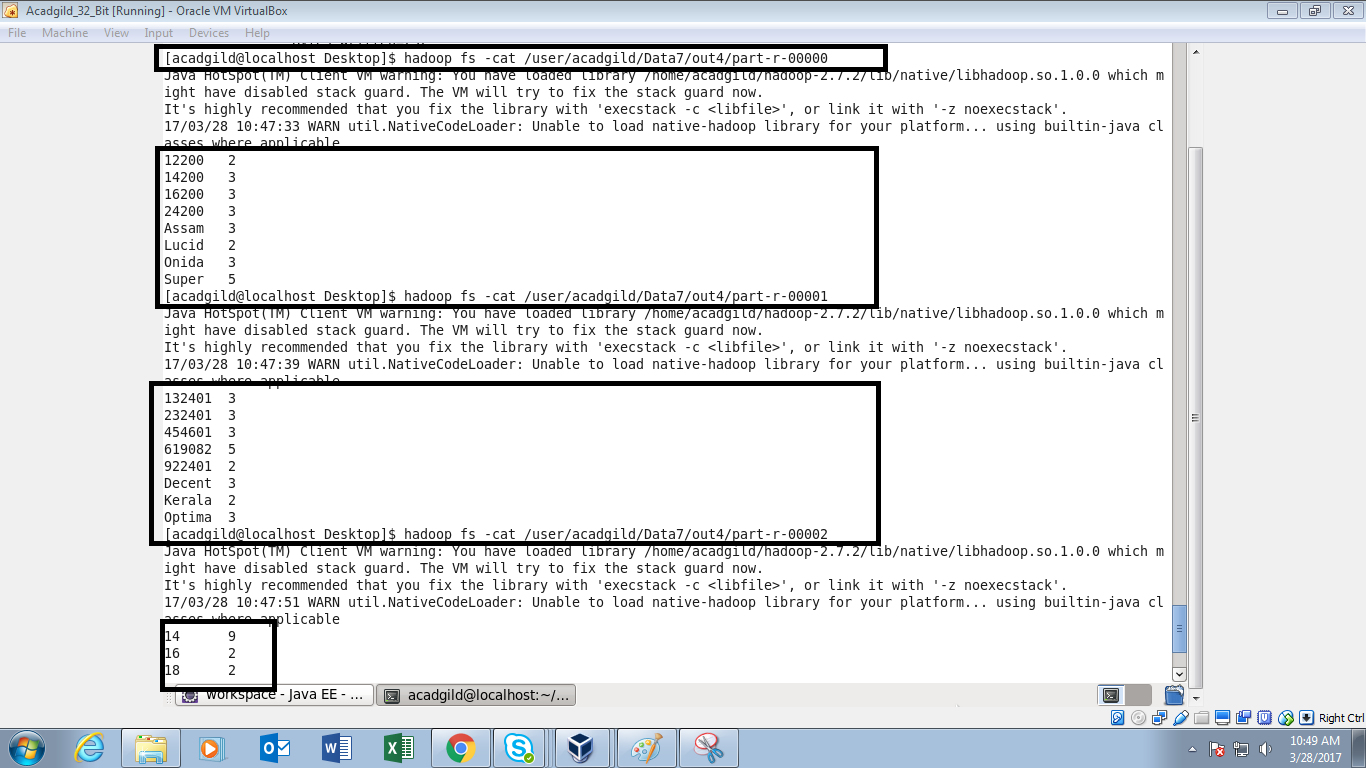 Acadgild_32_Bit [Running] - Oracle VM VirtualBox
File Machine View Input Devices Help
[acadgild@localhost Desktop]$ hadoop fs -cat /user/acadgild/Data7/out4/part-r-00000
Java HotSpot(TM) Client VM warning: You have loaded library /home/acadgild/hadoop-2.7.2/lib/native/libhadoop.so.1.0.0 which m
ight have disabled stack guard. The VM will try to fix the stack guard now.
It's highly recommended that you fix the library with 'execstack -c <libfile>', or link it with '-z noexecstack'.
17/03/28 10:47:33 WARN util.NativeCodeLoader: Unable to load native-hadoop library for your platform... using builtin-java cl
asses where applicable
12200 2
14200 3
16200 3
24200 3
Assam 3
Lucid 2
Onida 3
Super 5
[acadgild@localhost Desktop]$ hadoop fs -cat /user/acadgild/Data7/out4/part-r-00001
Java HotSpot(TM) Client VM warning: You have loaded library /home/acadgild/hadoop-2.7.2/lib/native/libhadoop.so.1.0.0 which m
ight have disabled stack guard. The VM will try to fix the stack guard now.
It's highly recommended that you fix the library with 'execstack -c <libfile>', or link it with '-z noexecstack'.
17/03/28 10:47:39 WARN util.NativeCodeLoader: Unable to load native-hadoop library for your platform... using builtin-java cl
asses where applicable
132401 3
232401 3
454601 3
619082 5
922401 2
Decent 3
Kerala 2
Optima 3
[acadgild@localhost Desktop]$ hadoop fs -cat /user/acadgild/Data7/out4/part-r-00002
Java HotSpot(TM) Client VM warning: You have loaded library /home/acadgild/hadoop-2.7.2/lib/native/libhadoop.so.1.0.0 which m
ight have disabled stack guard. The VM will try to fix the stack guard now.
It's highly recommended that you fix the library with 'execstack -c <libfile>', or link it with '-z noexecstack'.
17/03/28 10:47:51 WARN util.NativeCodeLoader: Unable to load native-hadoop library for your platform... using builtin-java cl
asses where applicable
14 9
16 2
18 2
Workspace - Java EE - ... acadgild@localhost:~/...
Right Ctrl
10:49 AM
3/28/2017